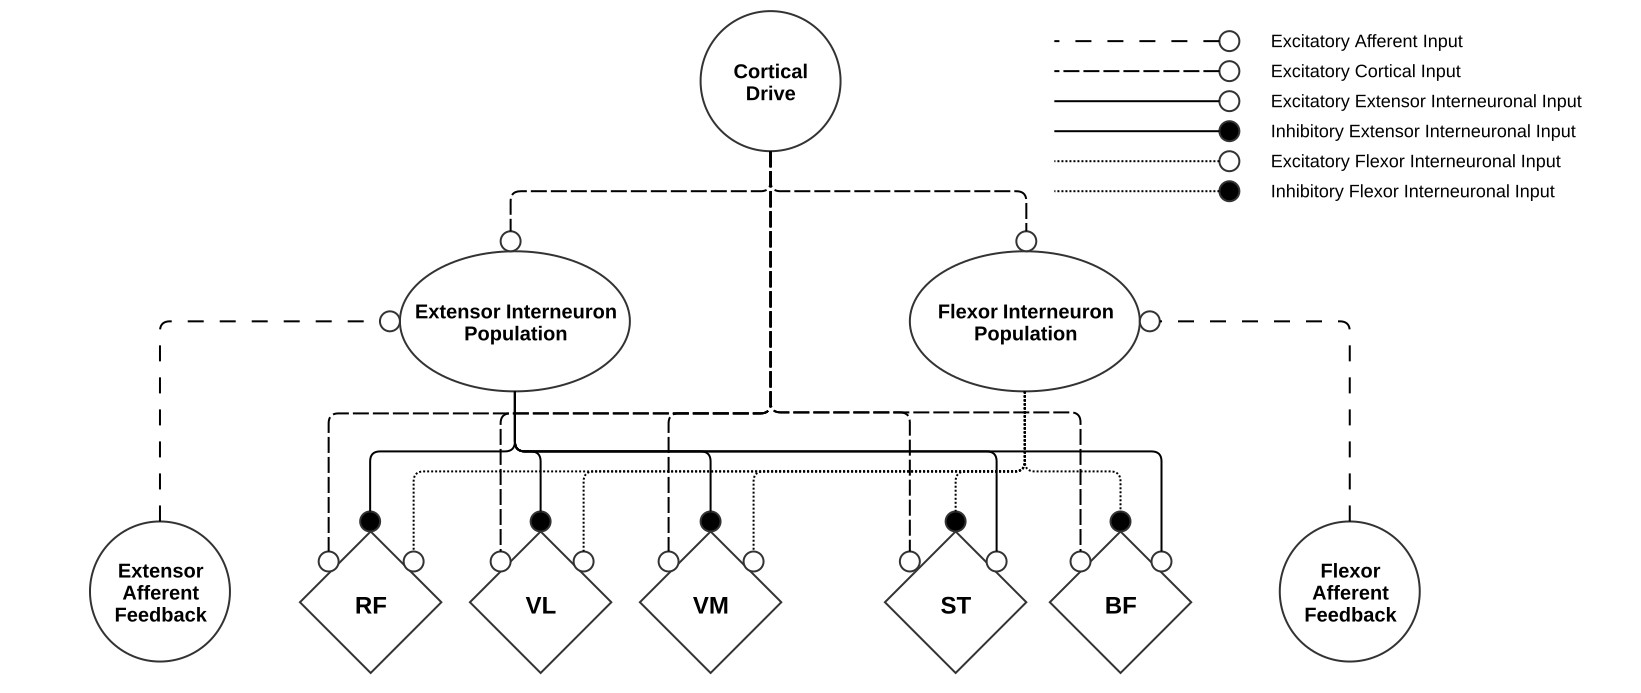 Cortical
Drive
Excitatory Afferent Input
Excitatory Cortical Input
Excitatory Extensor Interneuronal Input
Inhibitory Extensor Interneuronal Input
Excitatory Flexor Interneuronal Input
Inhibitory Flexor Interneuronal Input
Extensor Interneuron
Population
Flexor Interneuron
Population
Extensor
Afferent
Feedback
RF
VL
VM
ST
BF
Flexor
Afferent
Feedback